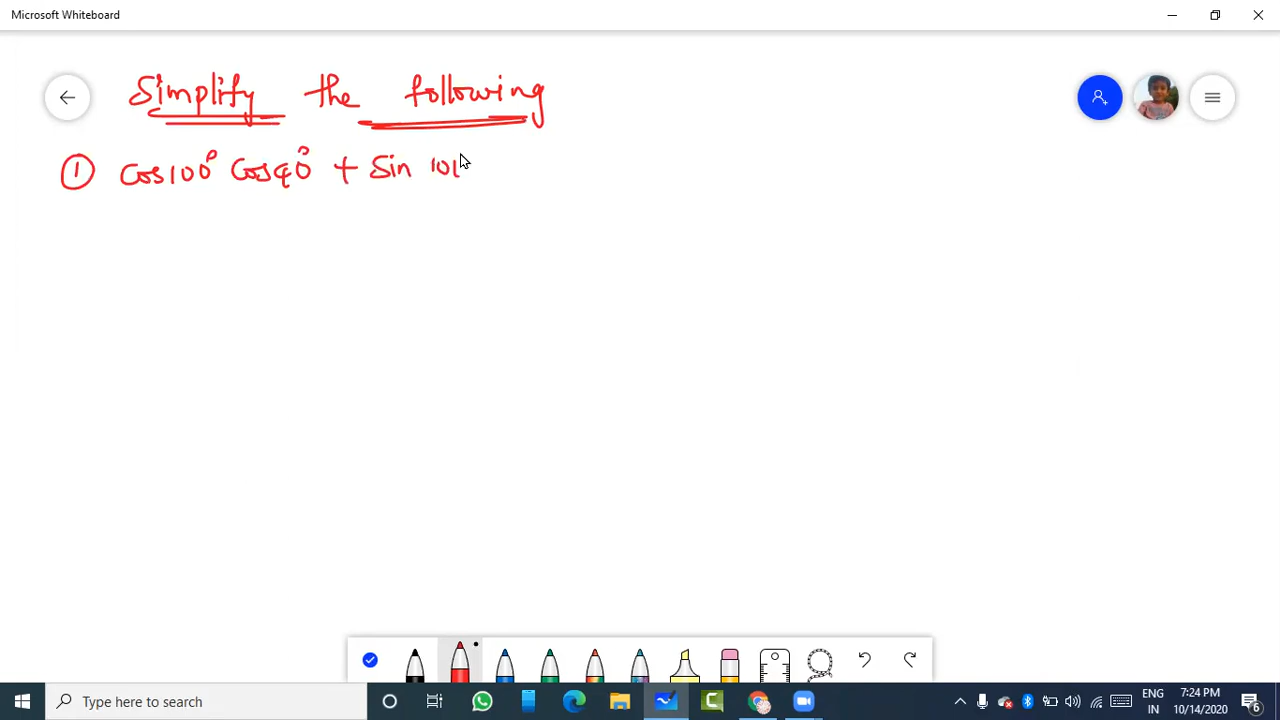 Microsoft Whiteboard
Simplify the following
① Cos100° Cos40° + Sin 10
Type here to search
ENG
IN
7:24 PM
10/14/2020
6